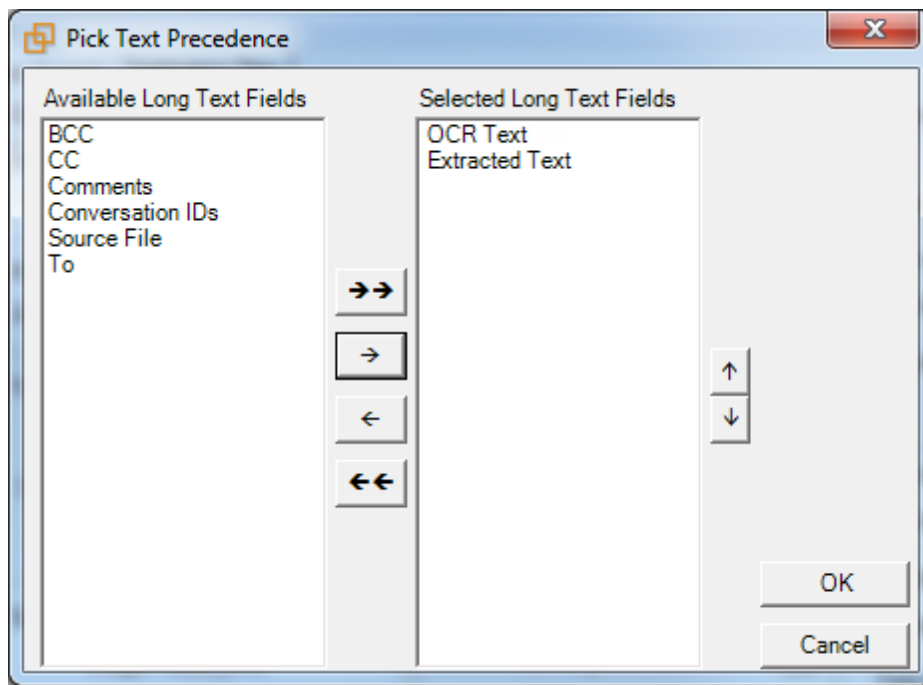 Pick Text Precedence
X
Available Long Text Fields
BCC
CC
Comments
Conversation IDs
Source File
To
→→
→
←
←←
Selected Long Text Fields
OCR Text
Extracted Text
↑
↓
OK
Cancel